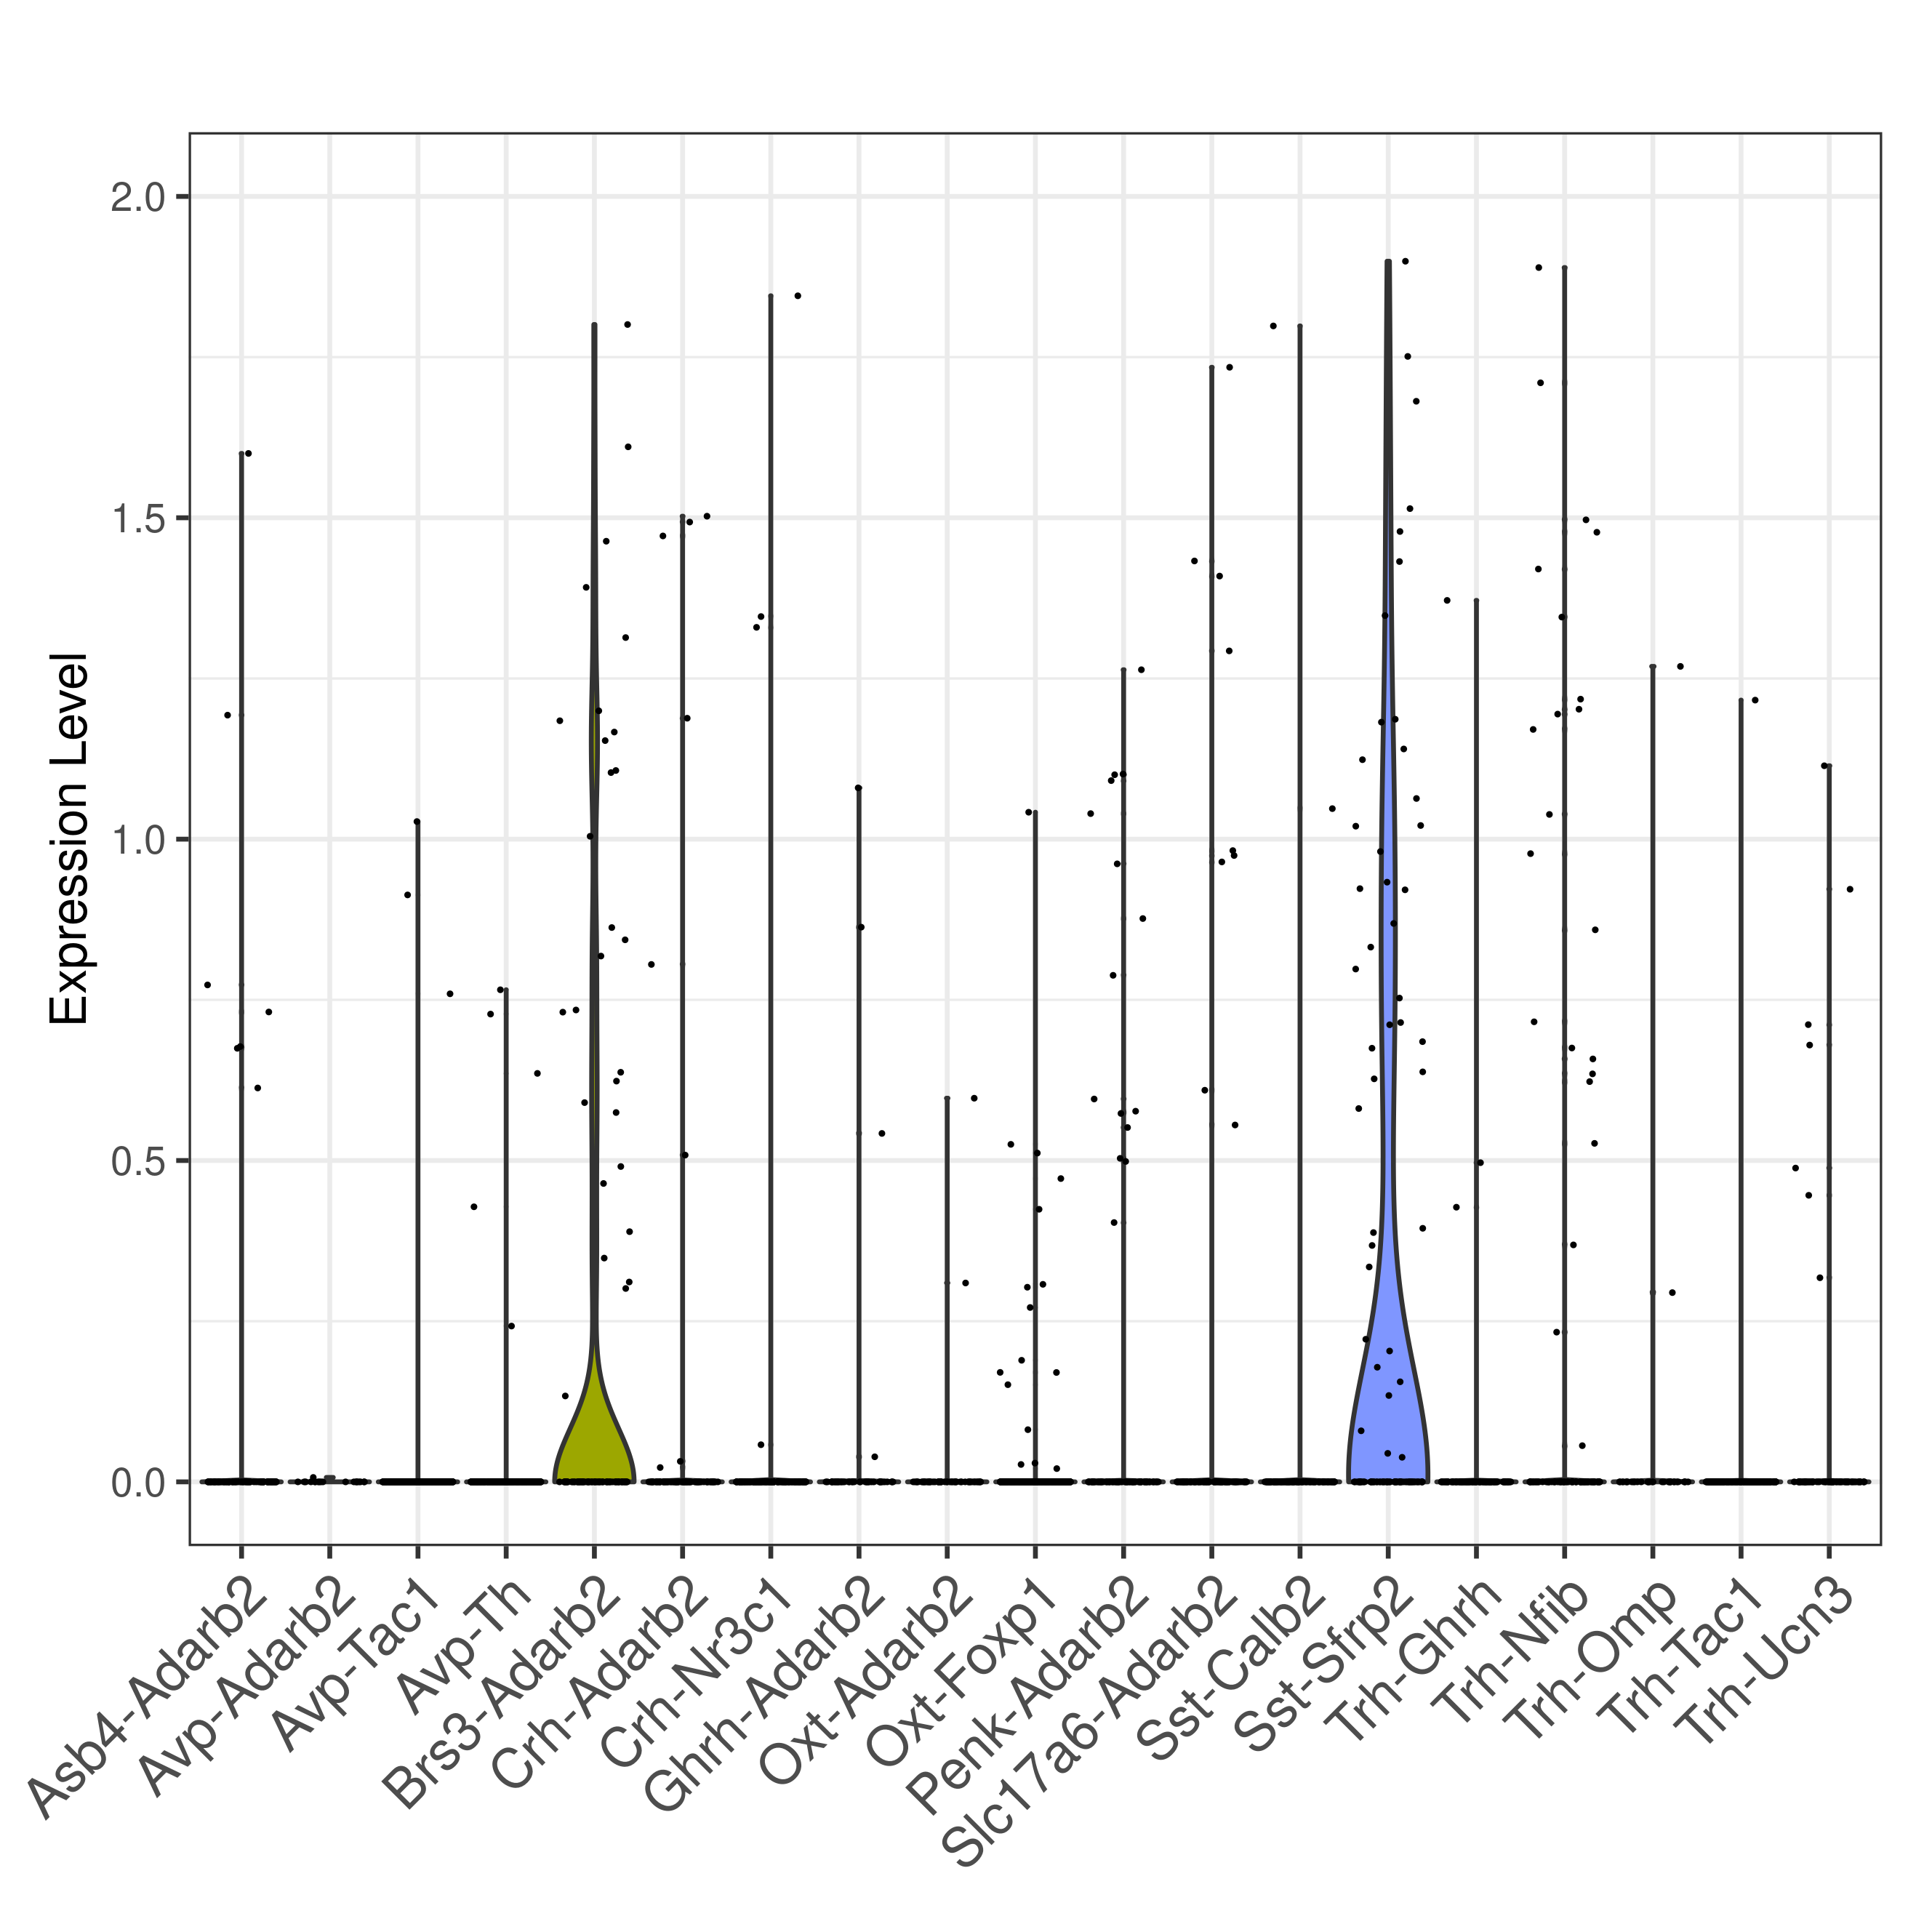 Expression Level
2.0
1.5
1.0
0.5
0.0
Asb4-Adarb2
Avp-Adarb2
Avp-Tac1
Avp-Th
Brs3-Adarb2
Crh-Adarb2
Crh-Nr3c1
Ghrh-Adarb2
Oxt-Adarb2
Oxt-Foxp1
Penk-Adarb2
Slc17a6-Adarb2
Sst-Calb2
Sst-Sfrp2
Trh-Gnrh
Trh-Nfib
Trh-Omp
Trh-Tac1
Trh-Ucn3